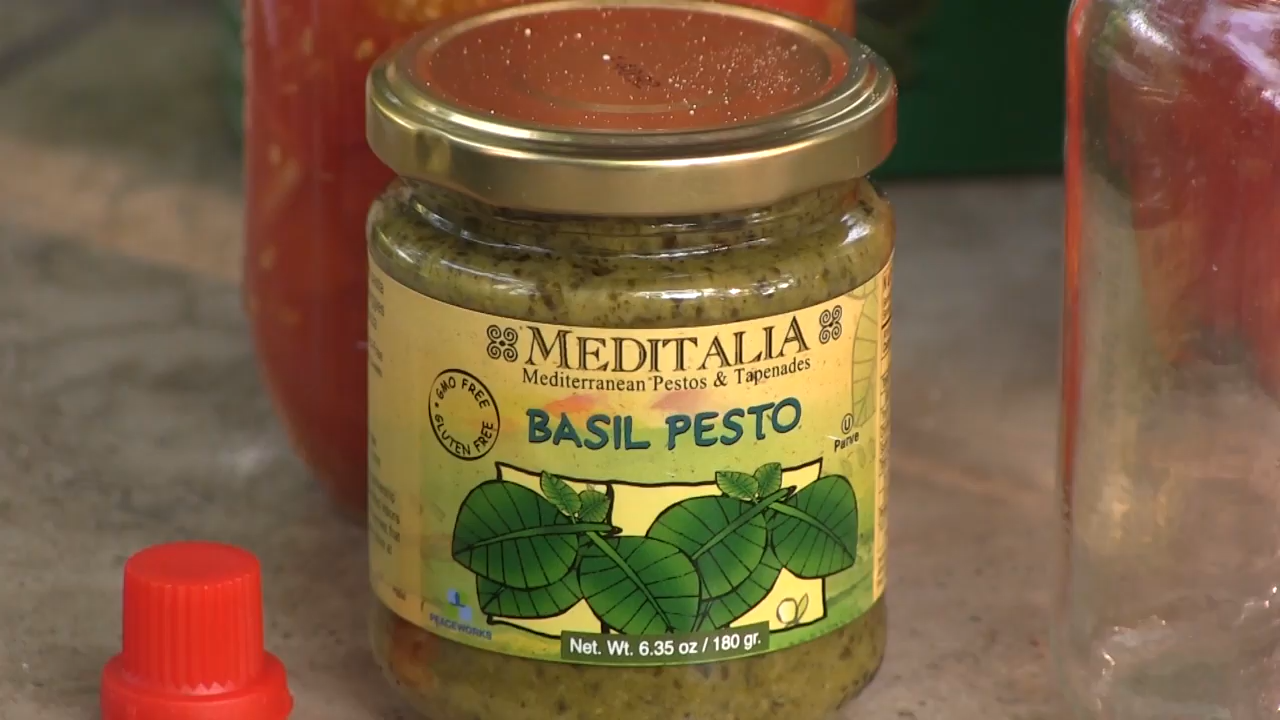 MEDITALIA
Mediterranean Pestos & Tapenades
GMO FREE
GLUTEN FREE
BASIL PESTO
U
Parve
PEACEWORKS
Net. Wt. 6.35 oz / 180 gr.